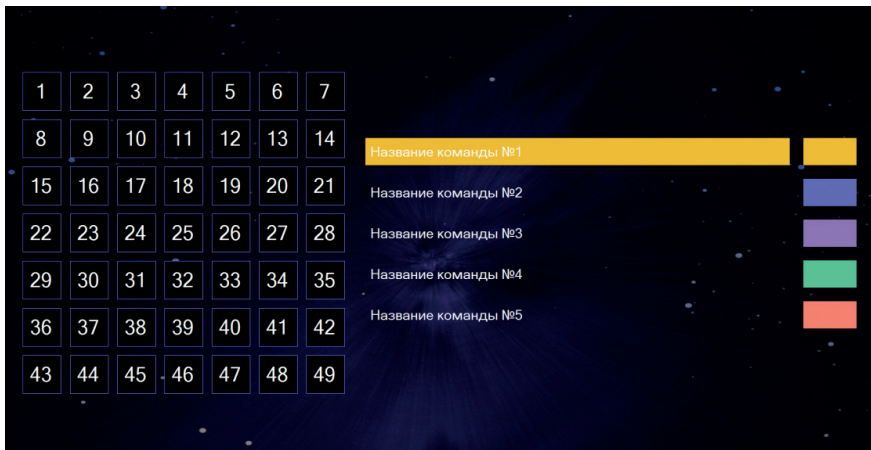 1 2 3 4 5 6 7
8 9 10 11 12 13 14
15 16 17 18 19 20 21
22 23 24 25 26 27 28
29 30 31 32 33 34 35
36 37 38 39 40 41 42
43 44 45 46 47 48 49
Название команды №1
Название команды №2
Название команды №3
Название команды №4
Название команды №5